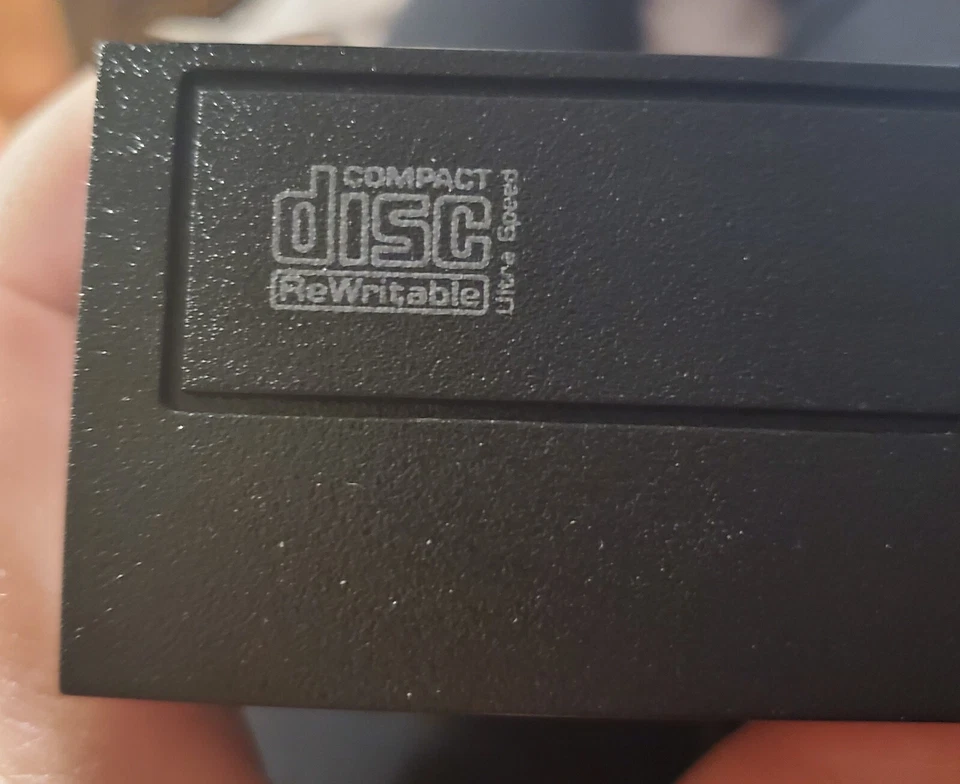 COMPACT
disc
ReWritable
Ultra Speed